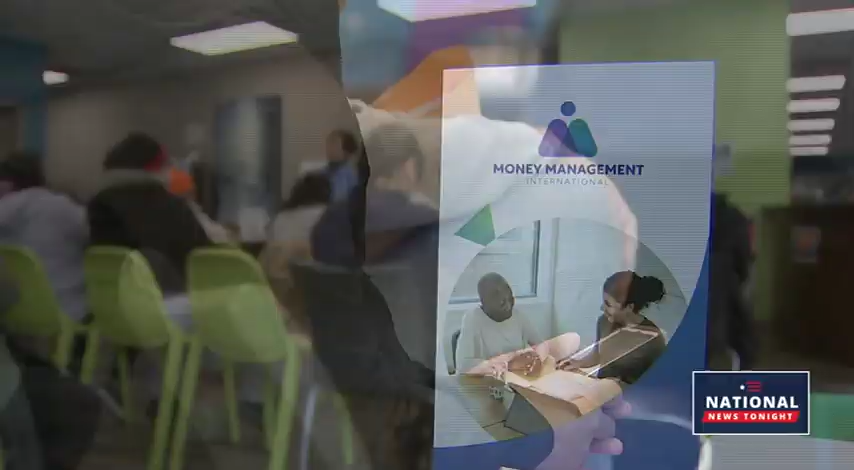 MONEY MANAGEMENT
INTERNATIONAL
NATIONAL
NEWS TONIGHT